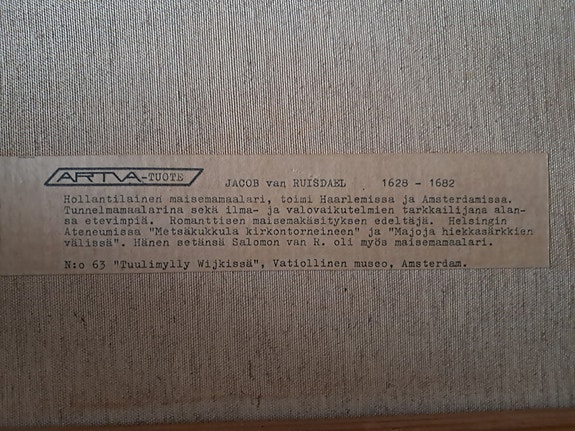 ARTVA-TUOTE JACOB van RUISDAEL 1628 - 1682
Hollantilainen maisemamaalari, toimi Haarlemissa ja Amsterdamissa.
Tunnelmamaalarina sekä ilma- ja valovaikutelmien tarkkailijana alan-
sa etevimpiä. Romanttisen maisemakäsityksen edeltäjä. Helsingin
Ateneumissa "Metsäkukkula kirkontorneineen" ja "Majoja hiekkasärkkien
välissä". Hänen setänsä Salomon van R. oli myös maisemamaalari.
N:o 63 "Tuulimylly Wijkissä", Vatiollinen museo, Amsterdam.